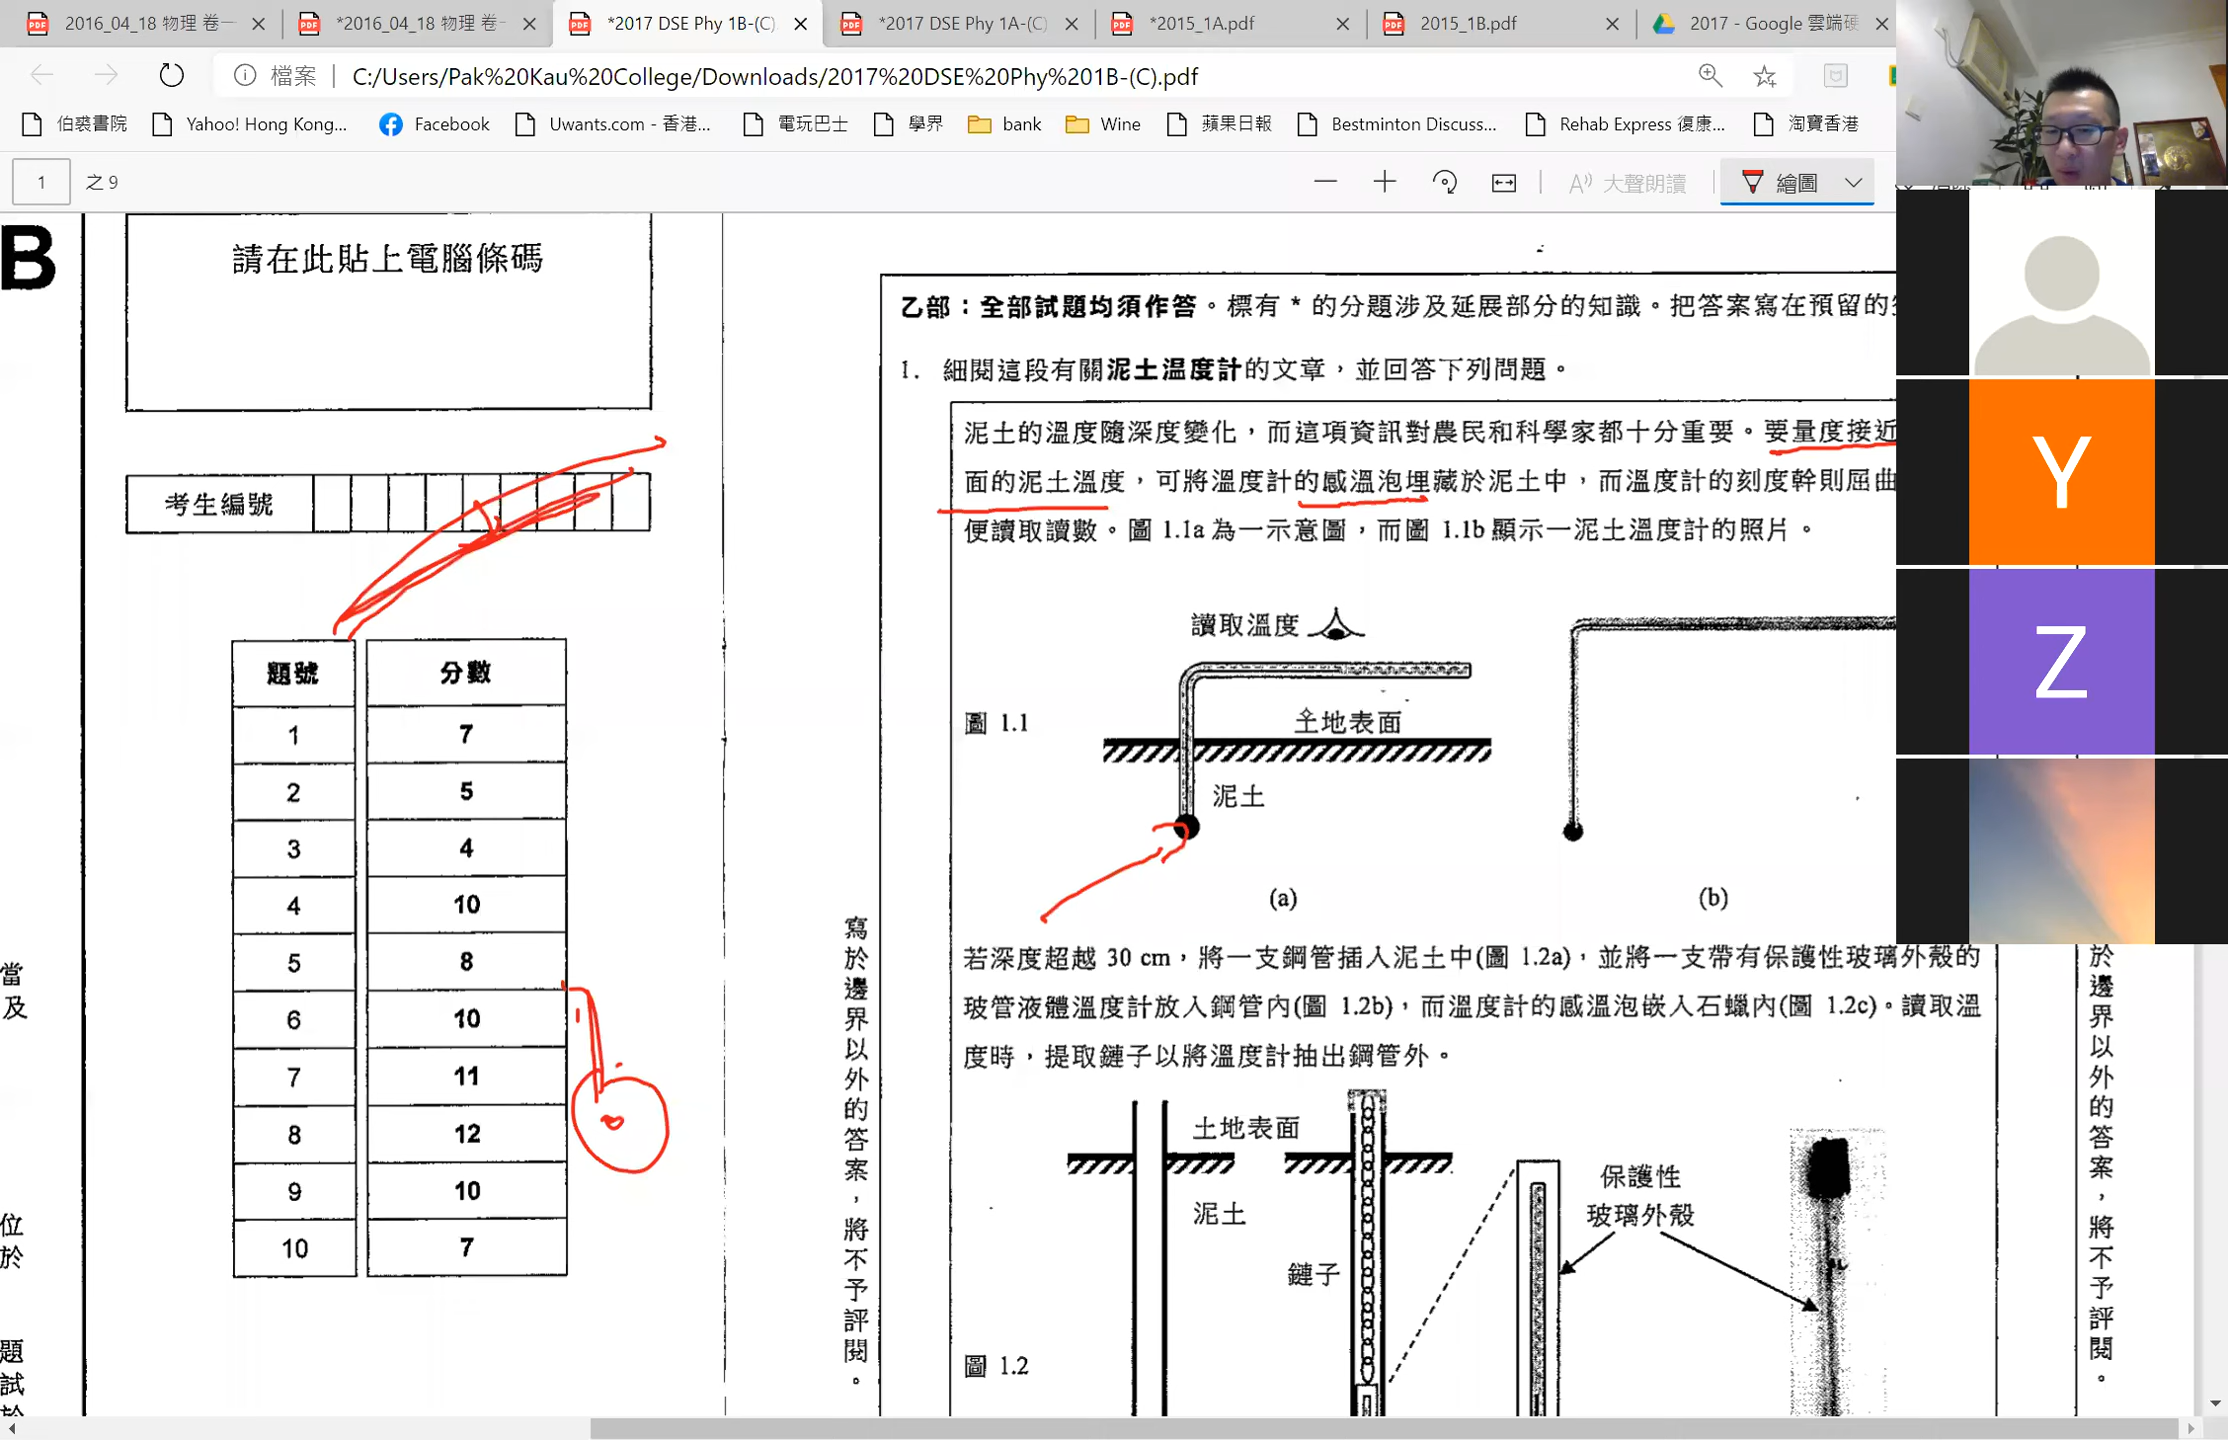 2016_04_18 物理 卷一
*2016_04_18 物理 卷一
*2017 DSE Phy 1B-(C)
*2017 DSE Phy 1A-(C)
*2015_1A.pdf
2015_1B.pdf
2017 - Google 雲端硬
檔案
C:/Users/Pak%20Kau%20College/Downloads/2017%20DSE%20Phy%201B-(C).pdf
伯裘書院
Yahoo! Hong Kong...
Facebook
Uwants.com - 香港...
電玩巴士
學界
bank
Wine
蘋果日報
Bestminton Discuss...
Rehab Express 復康...
淘寶香港
1 之 9
大聲朗讀
繪圖
B
請在此貼上電腦條碼
考生編號
題號 分數
1 7
2 5
3 4
4 10
5 8
6 10
7 11
8 12
9 10
10 7
當
及
位
於
題
試
於
寫於邊界以外的答案，將不予評閱。
乙部：全部試題均須作答。標有 * 的分題涉及延展部分的知識。把答案寫在預留的
1. 細閱這段有關泥土溫度計的文章，並回答下列問題。
泥土的溫度隨深度變化，而這項資訊對農民和科學家都十分重要。要量度接近
面的泥土溫度，可將溫度計的感溫泡埋藏於泥土中，而溫度計的刻度幹則屈曲
便讀取讀數。圖 1.1a 為一示意圖，而圖 1.1b 顯示一泥土溫度計的照片。
讀取溫度
圖 1.1
土地表面
泥土
(a)
(b)
若深度超越 30 cm，將一支鋼管插入泥土中(圖 1.2a)，並將一支帶有保護性玻璃外殼的
玻管液體溫度計放入鋼管內(圖 1.2b)，而溫度計的感溫泡嵌入石蠟內(圖 1.2c)。讀取溫
度時，提取鏈子以將溫度計抽出鋼管外。
土地表面
泥土
鏈子
保護性
玻璃外殼
圖 1.2
Y
Z
於邊界以外的答案，將不予評閱。